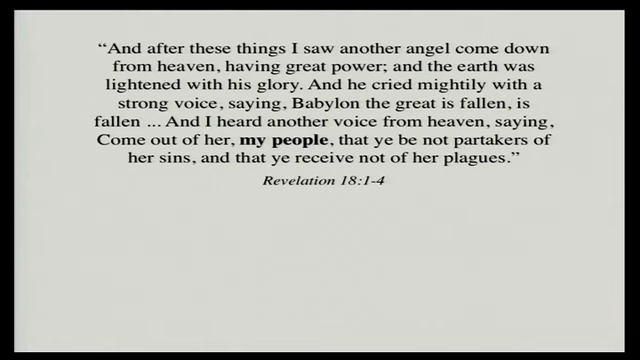 “And after these things I saw another angel come down
from heaven, having great power; and the earth was
lightened with his glory. And he cried mightily with a
strong voice, saying, Babylon the great is fallen, is
fallen ... And I heard another voice from heaven, saying,
Come out of her, my people, that ye be not partakers of
her sins, and that ye receive not of her plagues.”
Revelation 18:1-4